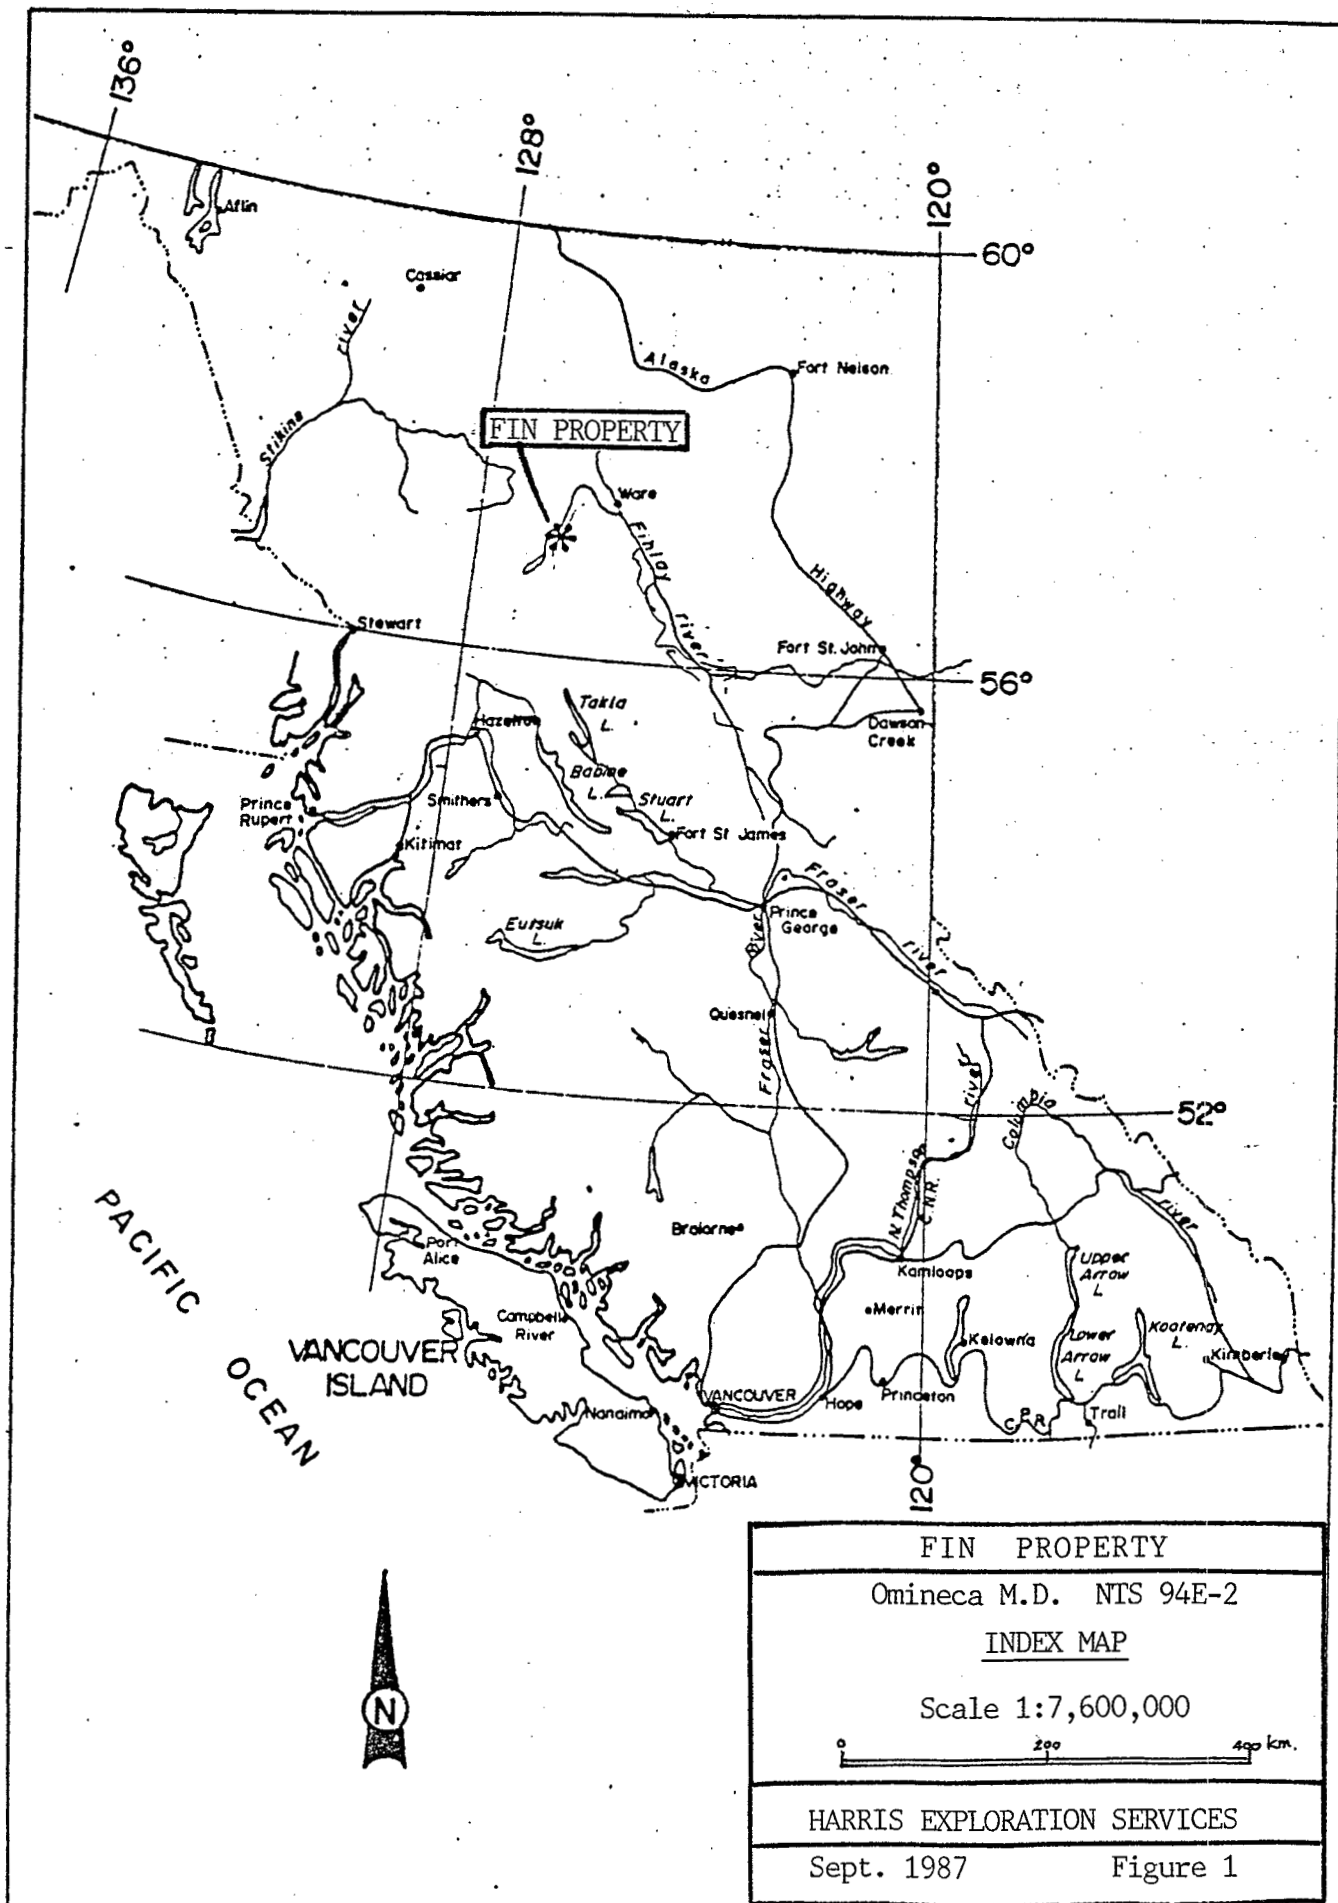 136°
128°
120°
60°
Atlin
Cassiar
river
Stikine
Alaska
Fort Nelson
FIN PROPERTY
Ware
Finlay
river
Highway
Fort St. John
Stewart
56°
Dawson
Creek
Takla
L.
Hazelton
Babine
L.
Stuart
L.
Smithers
Prince
Rupert
Fort St James
Kitimat
Fraser
river
Prince
George
River
Eutsuk
L.
Quesnel
Fraser
river
Columbia
52°
N. Thompson
C.N.R.
river
PACIFIC
OCEAN
Bralorne
Port
Alice
Kamloops
Upper
Arrow
L.
Merritt
Campbell
River
Kelowna
Lower
Arrow
L
Kootenay
L.
Kimberley
VANCOUVER
ISLAND
VANCOUVER
Hope
Princeton
Nanaimo
C.P.R.
Trail
VICTORIA
120°
N
FIN PROPERTY
Omineca M.D. NTS 94E-2
INDEX MAP
Scale 1:7,600,000
0 200 400 km.
HARRIS EXPLORATION SERVICES
Sept. 1987 Figure 1